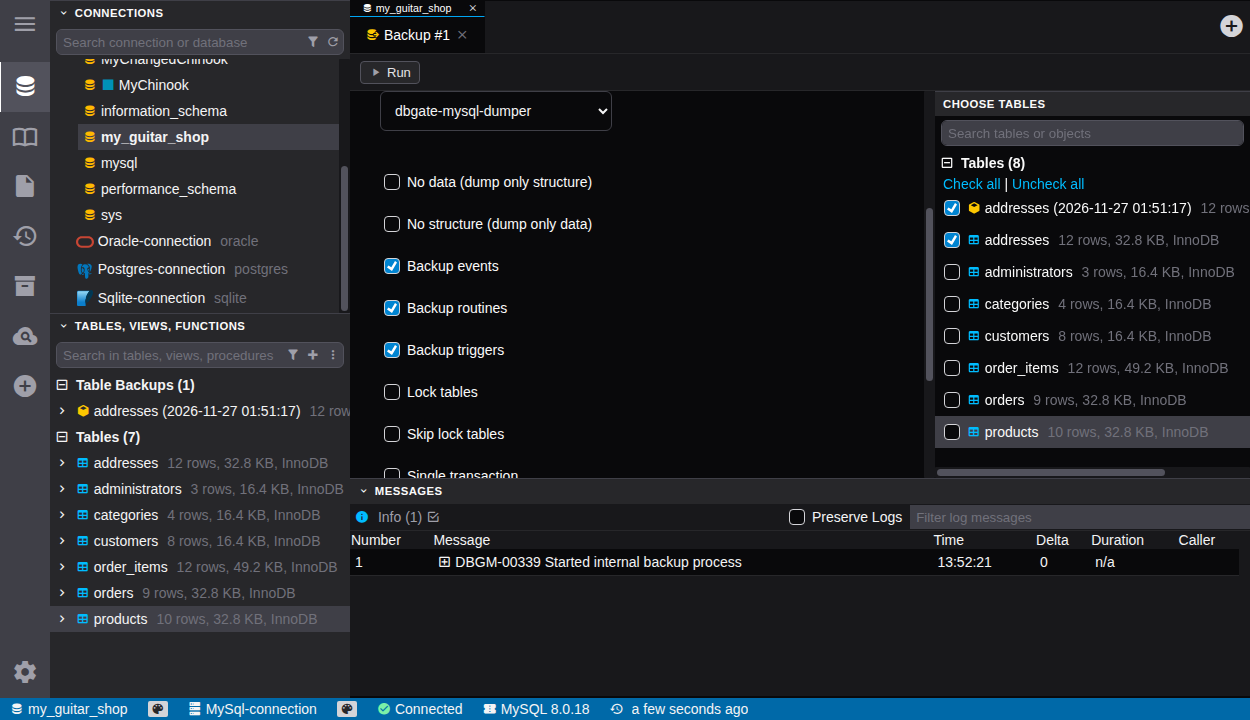 CONNECTIONS
Search connection or database
MyChangedChinook
MyChinook
information_schema
my_guitar_shop
mysql
performance_schema
sys
Oracle-connection oracle
Postgres-connection postgres
Sqlite-connection sqlite
TABLES, VIEWS, FUNCTIONS
Search in tables, views, procedures
Table Backups (1)
addresses (2026-11-27 01:51:17) 12 row
Tables (7)
addresses 12 rows, 32.8 KB, InnoDB
administrators 3 rows, 16.4 KB, InnoDB
categories 4 rows, 16.4 KB, InnoDB
customers 8 rows, 16.4 KB, InnoDB
order_items 12 rows, 49.2 KB, InnoDB
orders 9 rows, 32.8 KB, InnoDB
products 10 rows, 32.8 KB, InnoDB
my_guitar_shop
Backup #1
Run
dbgate-mysql-dumper
No data (dump only structure)
No structure (dump only data)
Backup events
Backup routines
Backup triggers
Lock tables
Skip lock tables
Single transaction
CHOOSE TABLES
Search tables or objects
Tables (8)
Check all | Uncheck all
addresses (2026-11-27 01:51:17) 12 rows
addresses 12 rows, 32.8 KB, InnoDB
administrators 3 rows, 16.4 KB, InnoDB
categories 4 rows, 16.4 KB, InnoDB
customers 8 rows, 16.4 KB, InnoDB
order_items 12 rows, 49.2 KB, InnoDB
orders 9 rows, 32.8 KB, InnoDB
products 10 rows, 32.8 KB, InnoDB
MESSAGES
Info (1) Preserve Logs Filter log messages
Number Message Time Delta Duration Caller
1 DBGM-00339 Started internal backup process 13:52:21 0 n/a
my_guitar_shop MySql-connection Connected MySQL 8.0.18 a few seconds ago